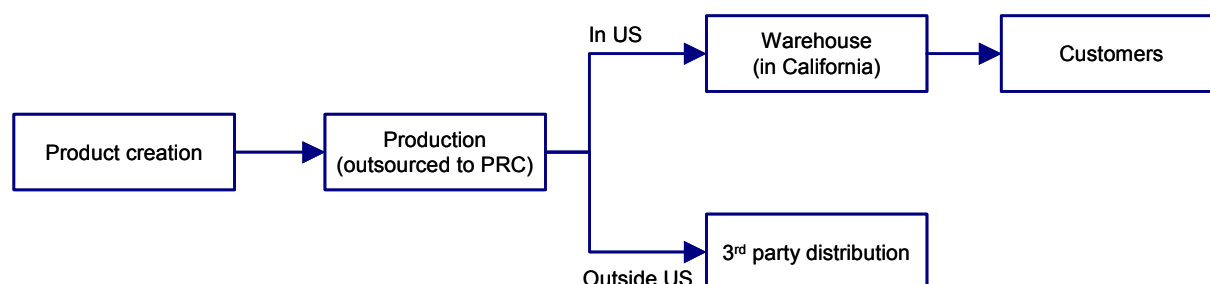 In US
Warehouse
(in California)
Customers
Product creation
Production
(outsourced to PRC)
3rd party distribution
Outside US